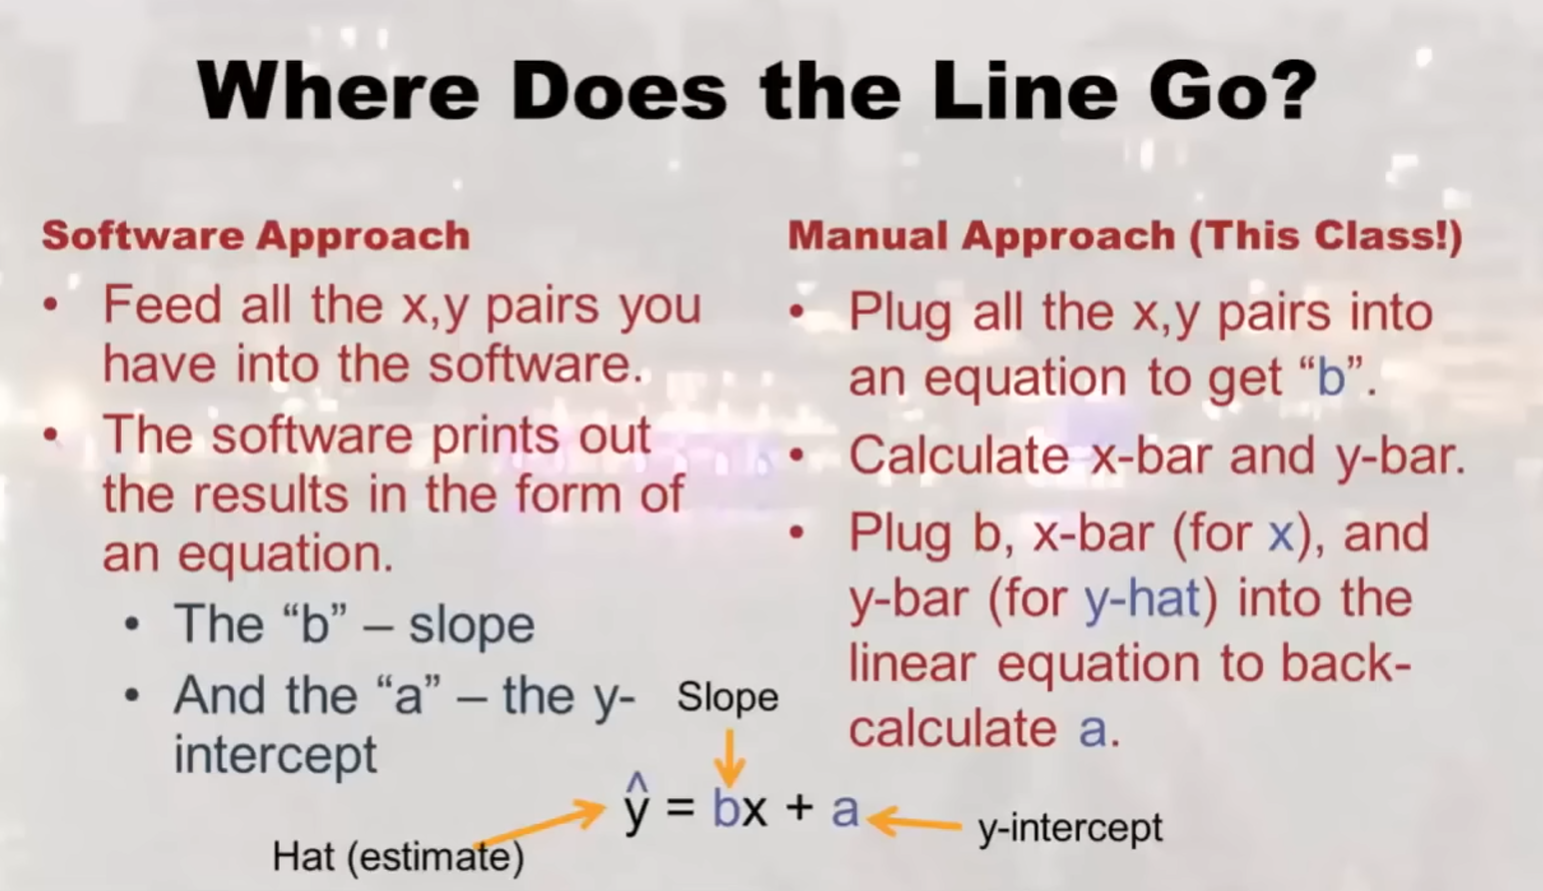 Where Does the Line Go?
Software Approach
• Feed all the x,y pairs you
have into the software.
• The software prints out
the results in the form of
an equation.
• The “b” – slope
• And the “a” – the y-
intercept
Manual Approach (This Class!)
• Plug all the x,y pairs into
an equation to get “b”.
• Calculate x-bar and y-bar.
• Plug b, x-bar (for x), and
y-bar (for y-hat) into the
linear equation to back-
calculate a.
Slope
ŷ = bx + a
Hat (estimate)
y-intercept